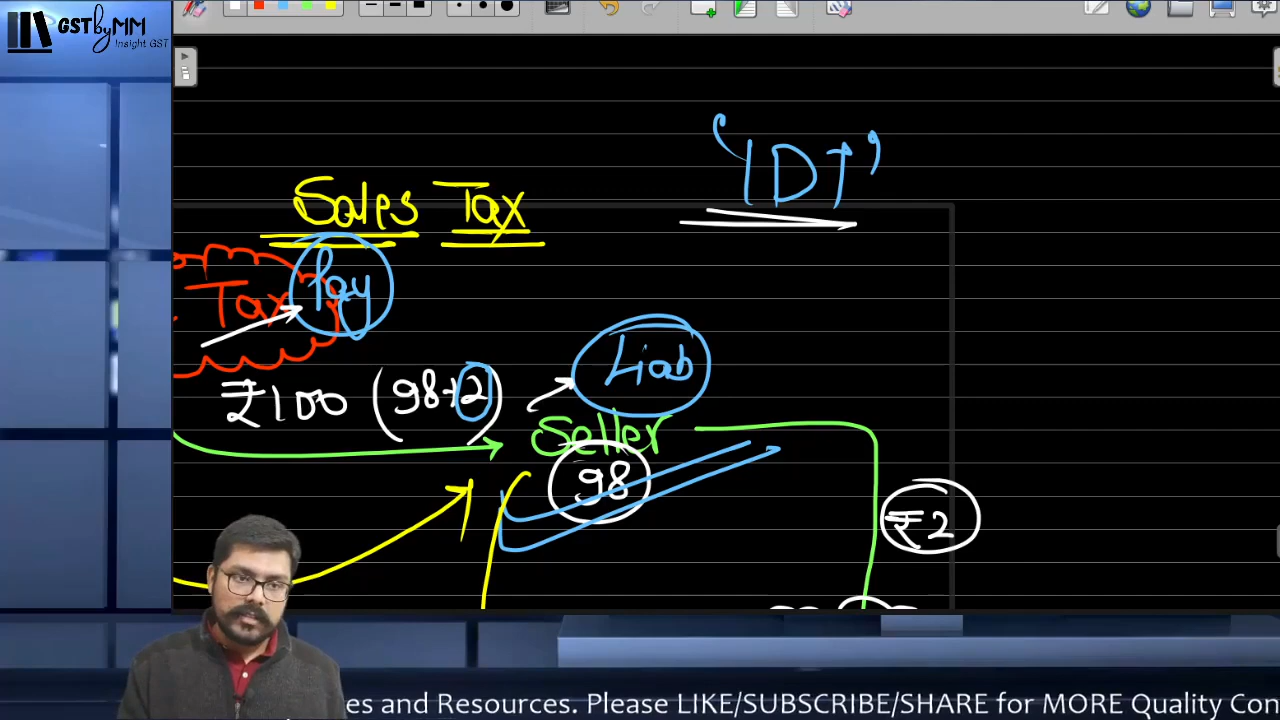 GSTbyMM
Insight GST
'IDT'
Sales Tax
Tax Pay
₹100 (98+2)
Liab
Seller
98
₹2
es and Resources. Please LIKE/SUBSCRIBE/SHARE for MORE Quality Con